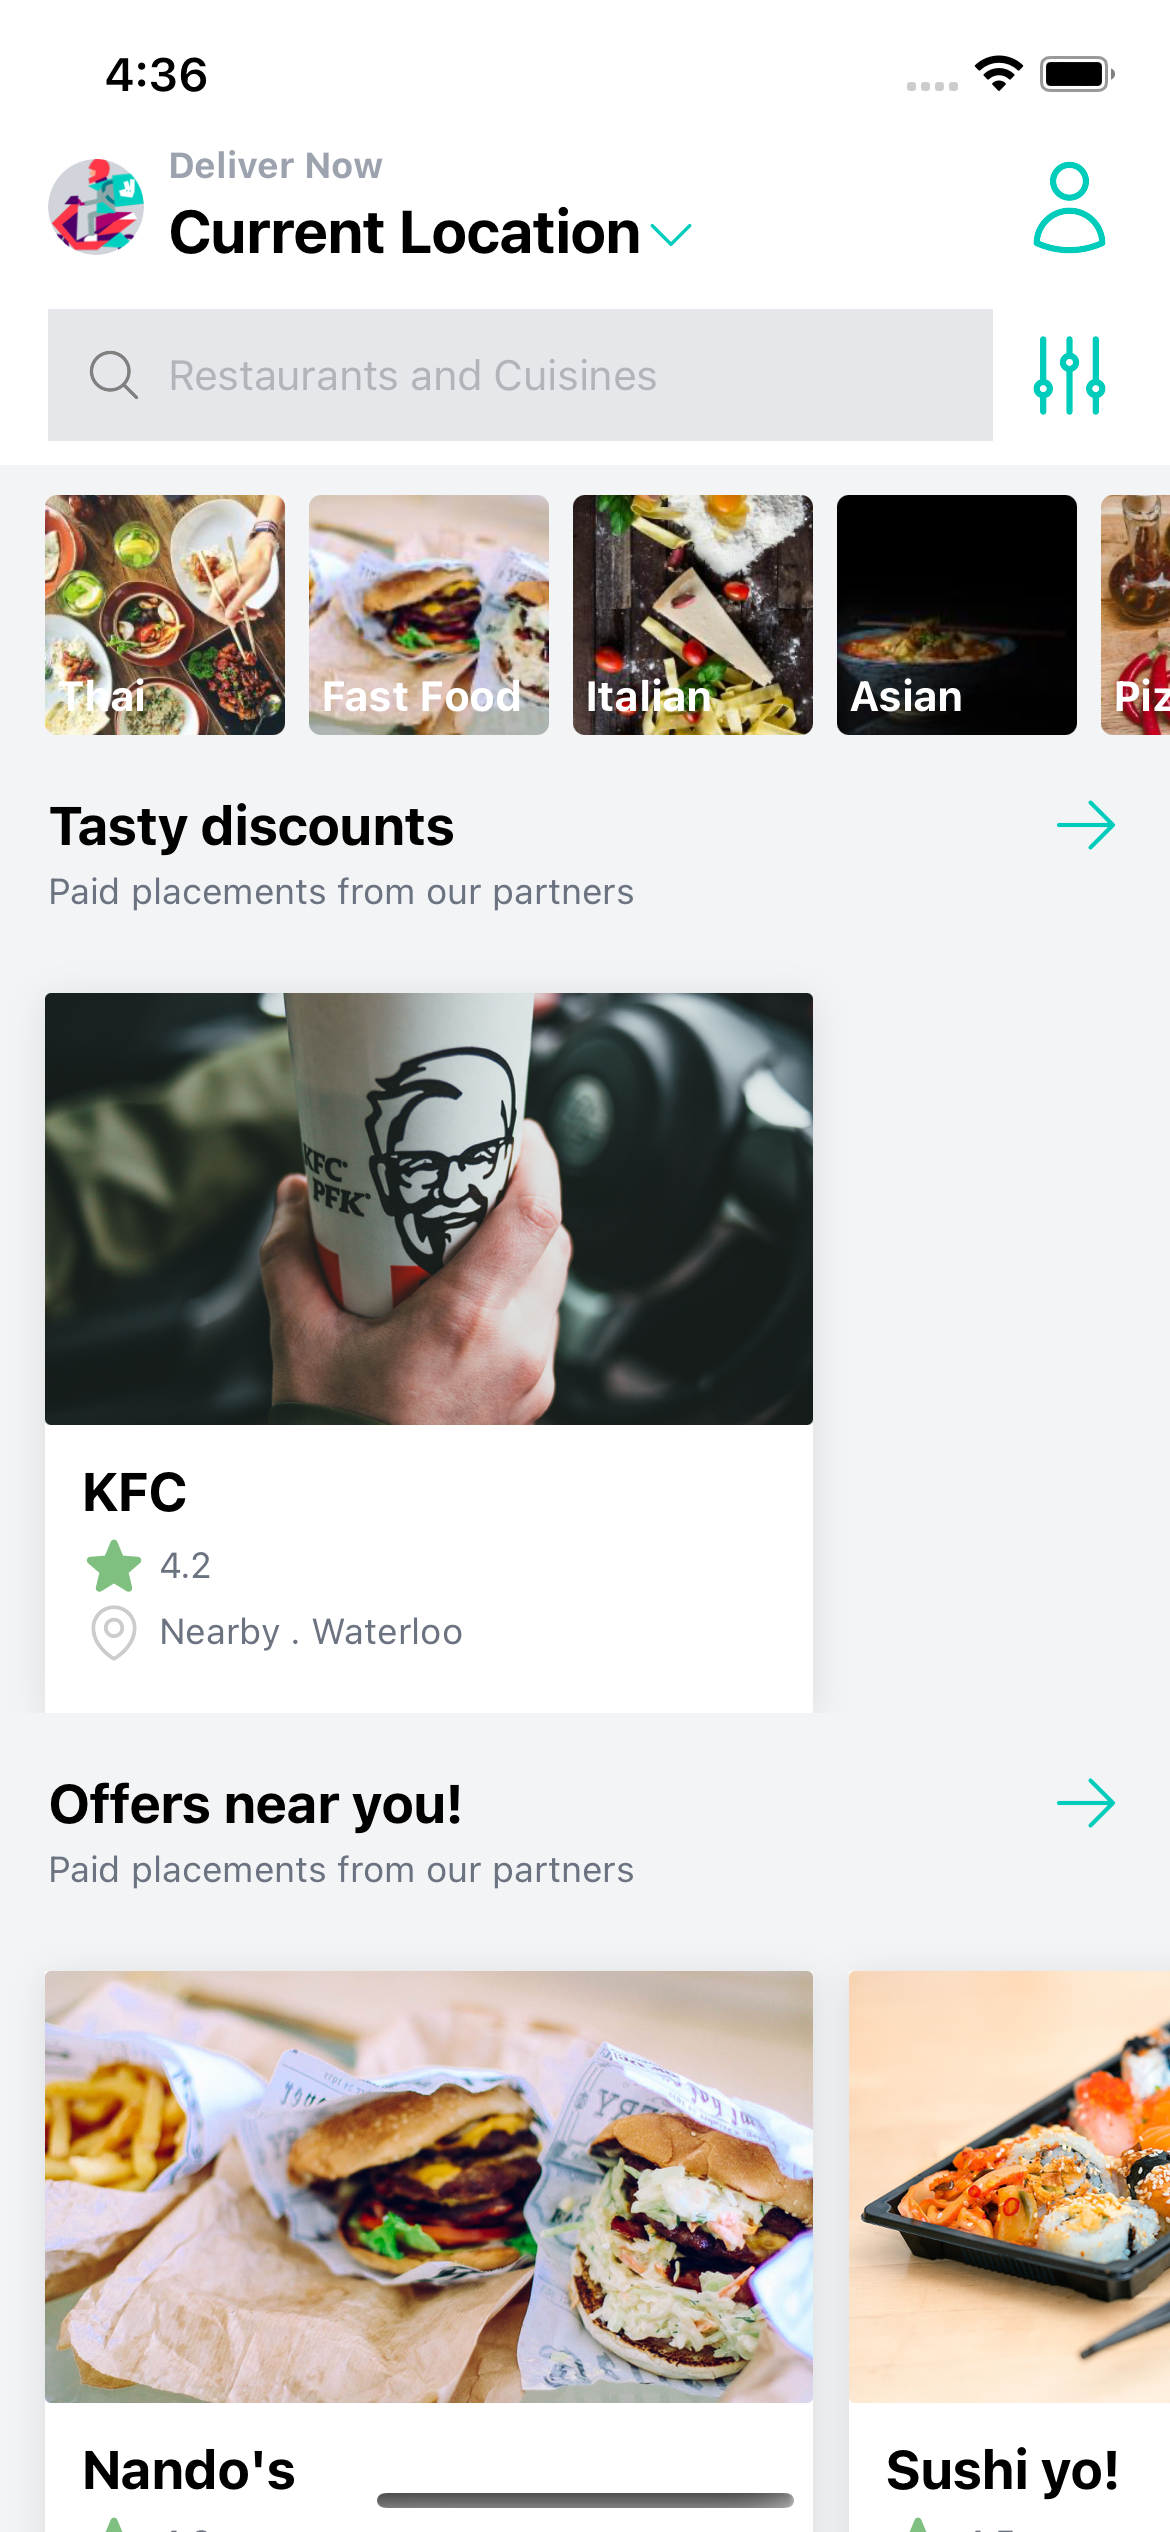 4:36
Deliver Now
Current Location
Restaurants and Cuisines
Thai
Fast Food
Italian
Asian
Piz
Tasty discounts
Paid placements from our partners
KFC
PFK
KFC
4.2
Nearby . Waterloo
Offers near you!
Paid placements from our partners
Nando's
Sushi yo!